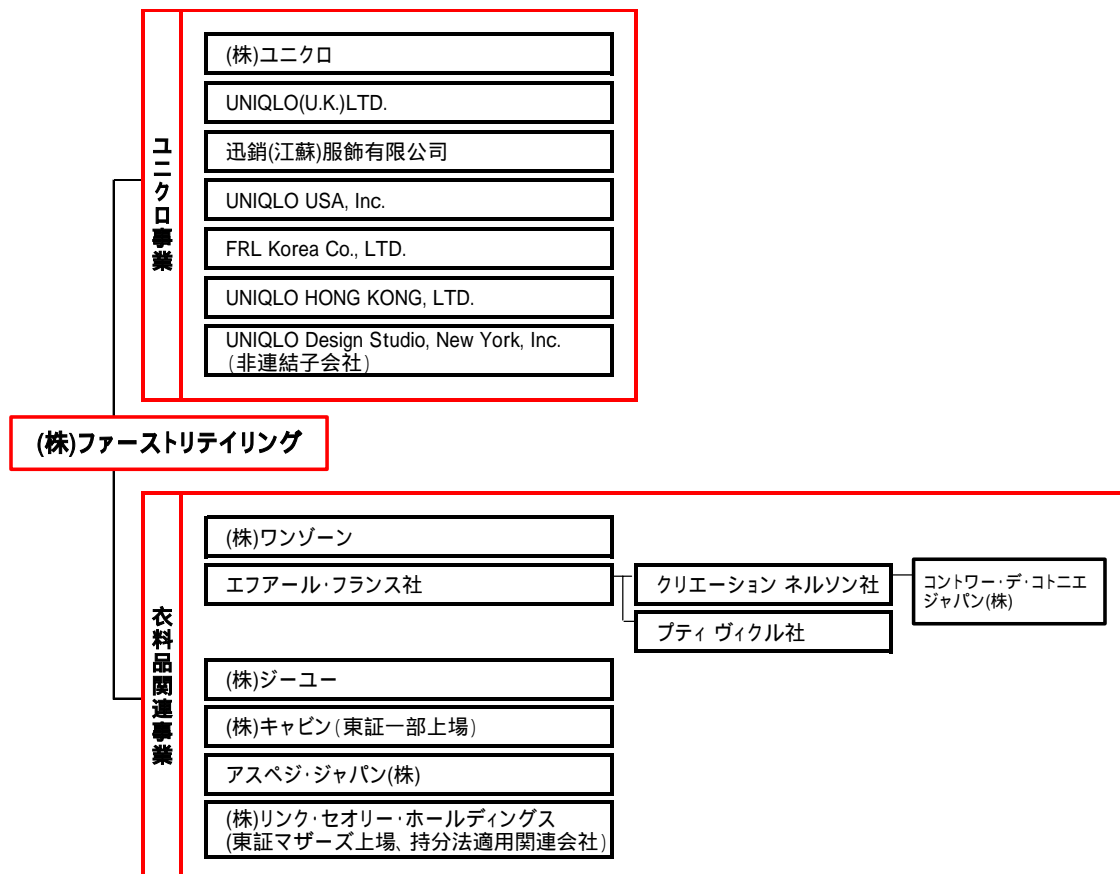 ユニクロ事業
(株)ユニクロ
UNIQLO(U.K.)LTD.
迅銷(江蘇)服飾有限公司
UNIQLO USA, Inc.
FRL Korea Co., LTD.
UNIQLO HONG KONG, LTD.
UNIQLO Design Studio, New York, Inc.
(非連結子会社)
(株)ファーストリテイリング
衣料品関連事業
(株)ワンゾーン
エフアール・フランス社
クリエーション ネルソン社
コントワー・デ・コトニエ
ジャパン(株)
プティ ヴィクル社
(株)ジーユー
(株)キャビン(東証一部上場)
アスペジ・ジャパン(株)
(株)リンク・セオリー・ホールディングス
(東証マザーズ上場、持分法適用関連会社)